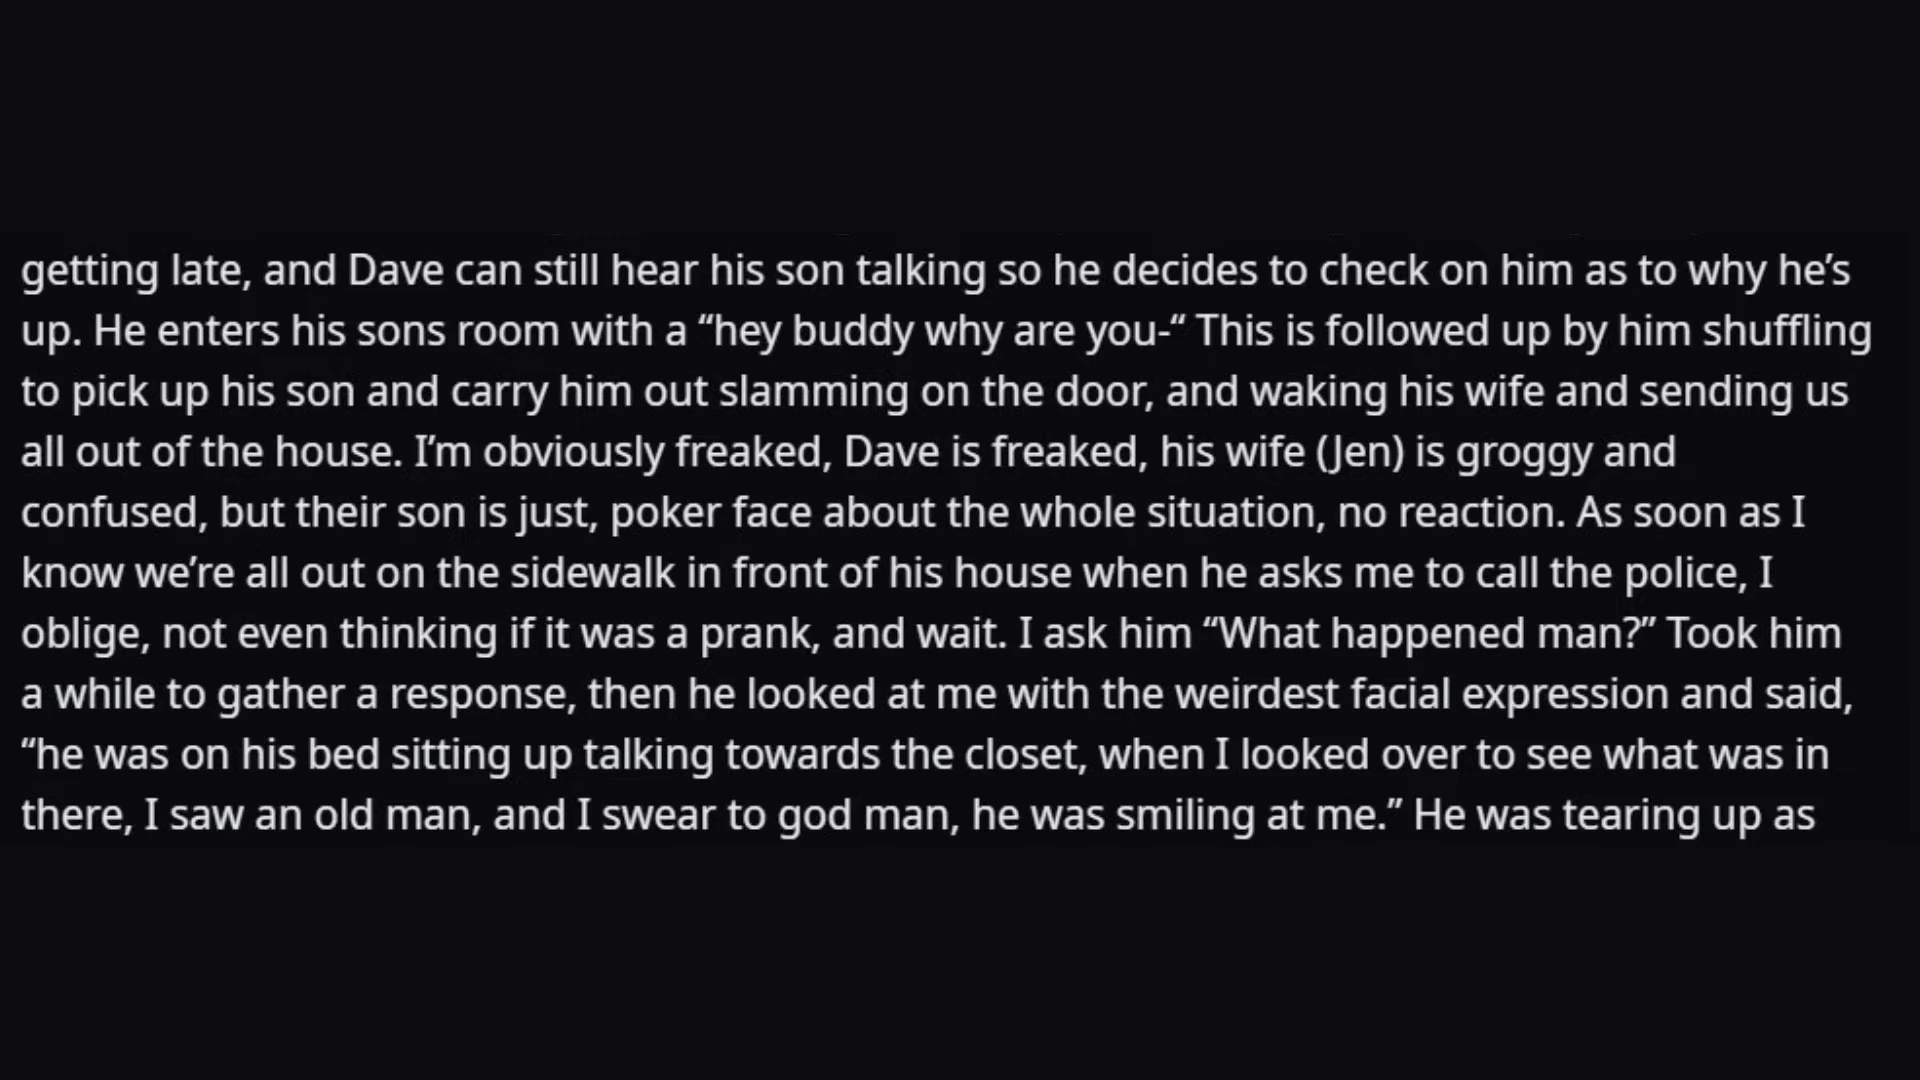 getting late, and Dave can still hear his son talking so he decides to check on him as to why he’s
up. He enters his sons room with a “hey buddy why are you-“ This is followed up by him shuffling
to pick up his son and carry him out slamming on the door, and waking his wife and sending us
all out of the house. I’m obviously freaked, Dave is freaked, his wife (Jen) is groggy and
confused, but their son is just, poker face about the whole situation, no reaction. As soon as I
know we’re all out on the sidewalk in front of his house when he asks me to call the police, I
oblige, not even thinking if it was a prank, and wait. I ask him “What happened man?” Took him
a while to gather a response, then he looked at me with the weirdest facial expression and said,
“he was on his bed sitting up talking towards the closet, when I looked over to see what was in
there, I saw an old man, and I swear to god man, he was smiling at me.” He was tearing up as